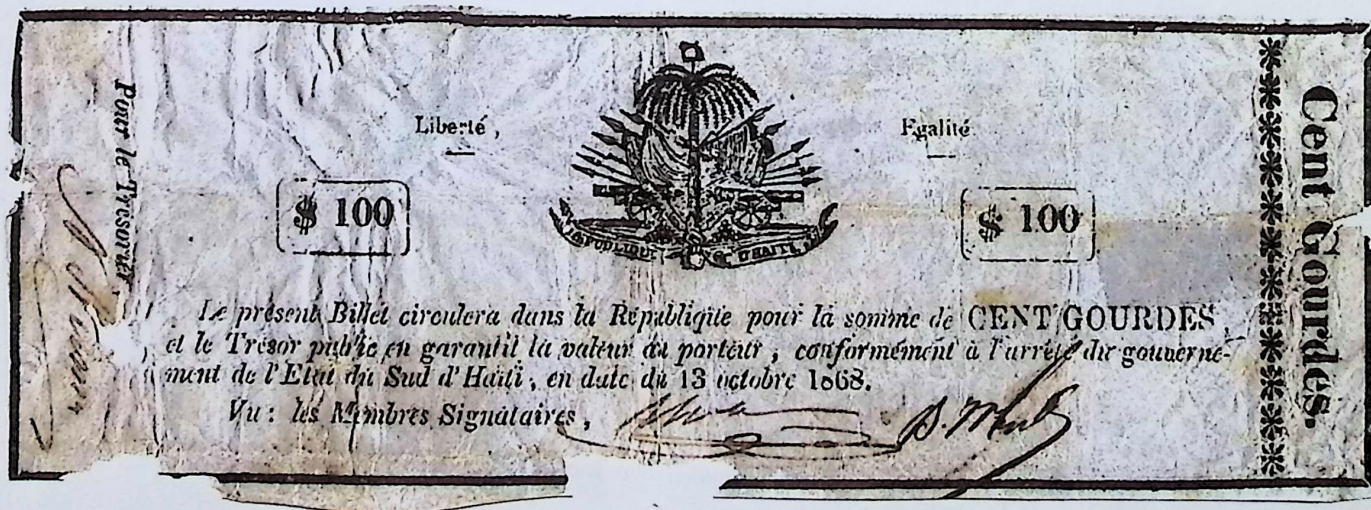 Pour le Trésorier,
Liberté,
Egalité
$ 100
$ 100
RÉPUBLIQUE D'HAITI
Le présent Billet circulera dans la République pour la somme de CENT GOURDES,
et le Trésor public en garantit la valeur au porteur, conformément à l'arrêté du gouverne-
ment de l'Etat du Sud d'Haïti, en date du 13 octobre 1868.
Vu : les Membres Signataires,
Cent Gourdes.